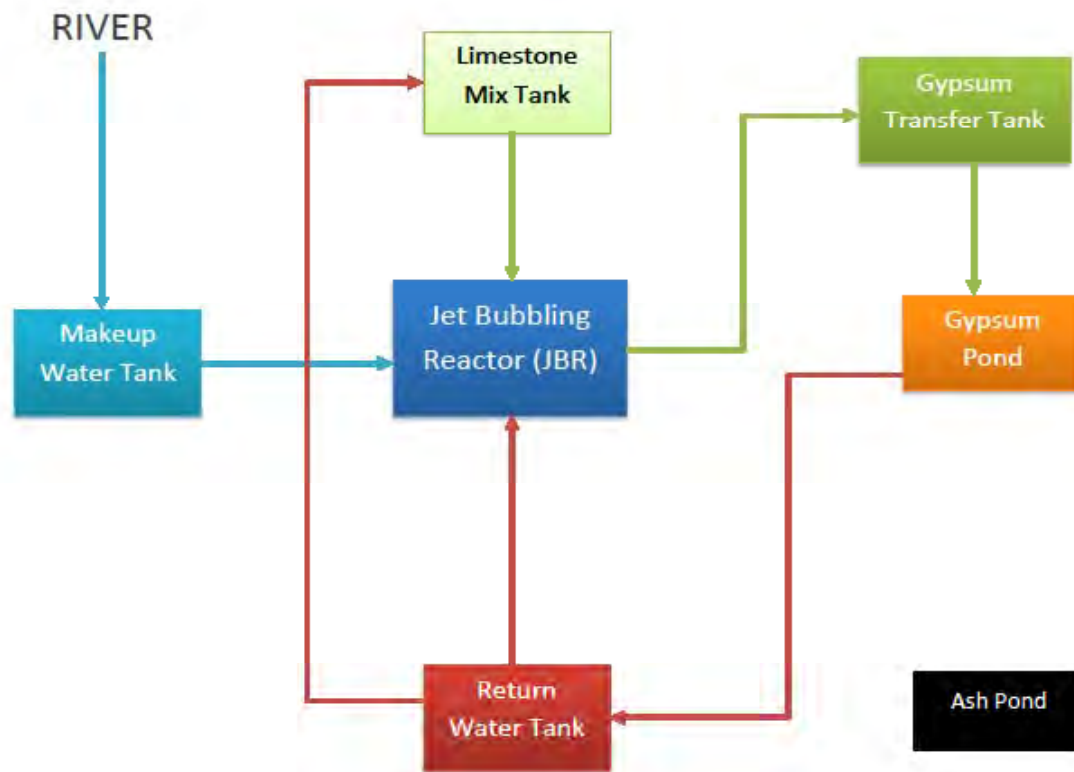 RIVER
Limestone
Mix Tank
Gypsum
Transfer Tank
Makeup
Water Tank
Jet Bubbling
Reactor (JBR)
Gypsum
Pond
Return
Water Tank
Ash Pond